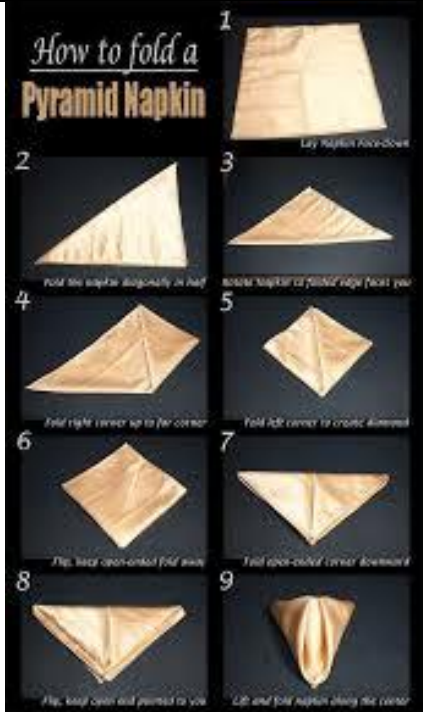 How to fold a
Pyramid Napkin
1
Lay Napkin Face-down
2
Fold the napkin diagonally in half
3
Rotate Napkin so folded edge faces you
4
Fold right corner up to far corner
5
Fold left corner to create diamond
6
Flip, keep open-ended fold away
7
Fold open-ended corner downward
8
Flip, keep open end pointed to you
9
Lift and fold napkin along the center